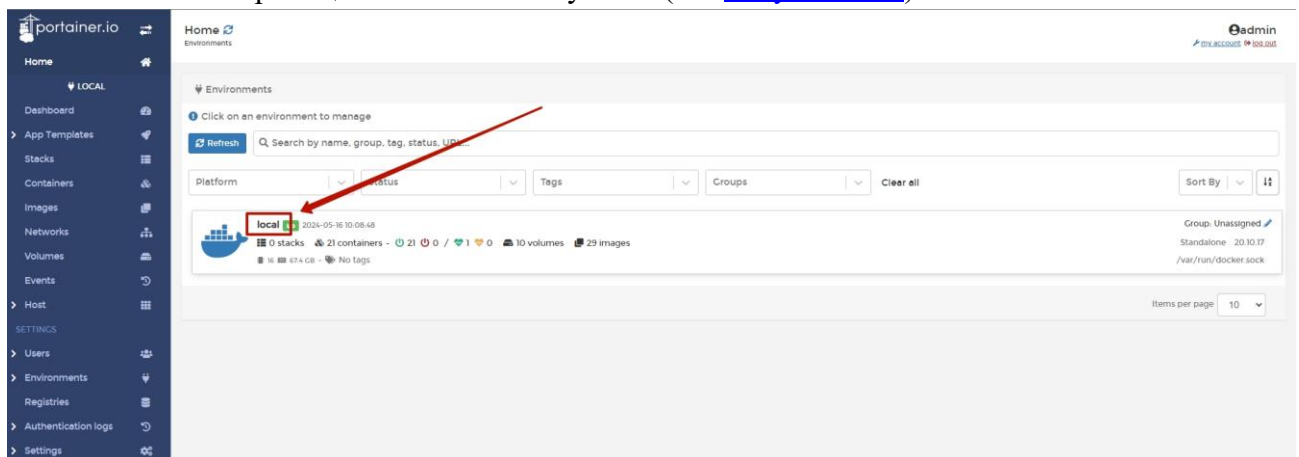 portainer.io
Home
LOCAL
Dashboard
App Templates
Stacks
Containers
Images
Networks
Volumes
Events
Host
SETTINGS
Users
Environments
Registries
Authentication logs
Settings
Home
Environments
admin
my account log out
Environments
Click on an environment to manage
Refresh
Search by name, group, tag, status, URL...
Platform Status Tags Groups Clear all Sort By
local 2024-05-16 10:08:48
0 stacks 21 containers - 21 0 / 1 0 10 volumes 29 images
16 67.4 GB - No tags
Group: Unassigned
Standalone 20.10.17
/var/run/docker.sock
Items per page 10